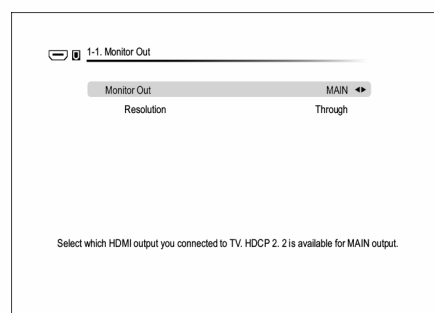 1-1. Monitor Out
Monitor Out MAIN
Resolution Through
Select which HDMI output you connected to TV. HDCP 2. 2 is available for MAIN output.